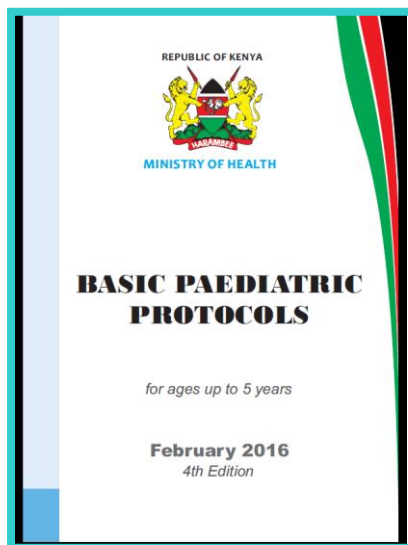 REPUBLIC OF KENYA
HARAMBEE
MINISTRY OF HEALTH
BASIC PAEDIATRIC
PROTOCOLS
for ages up to 5 years
February 2016
4th Edition